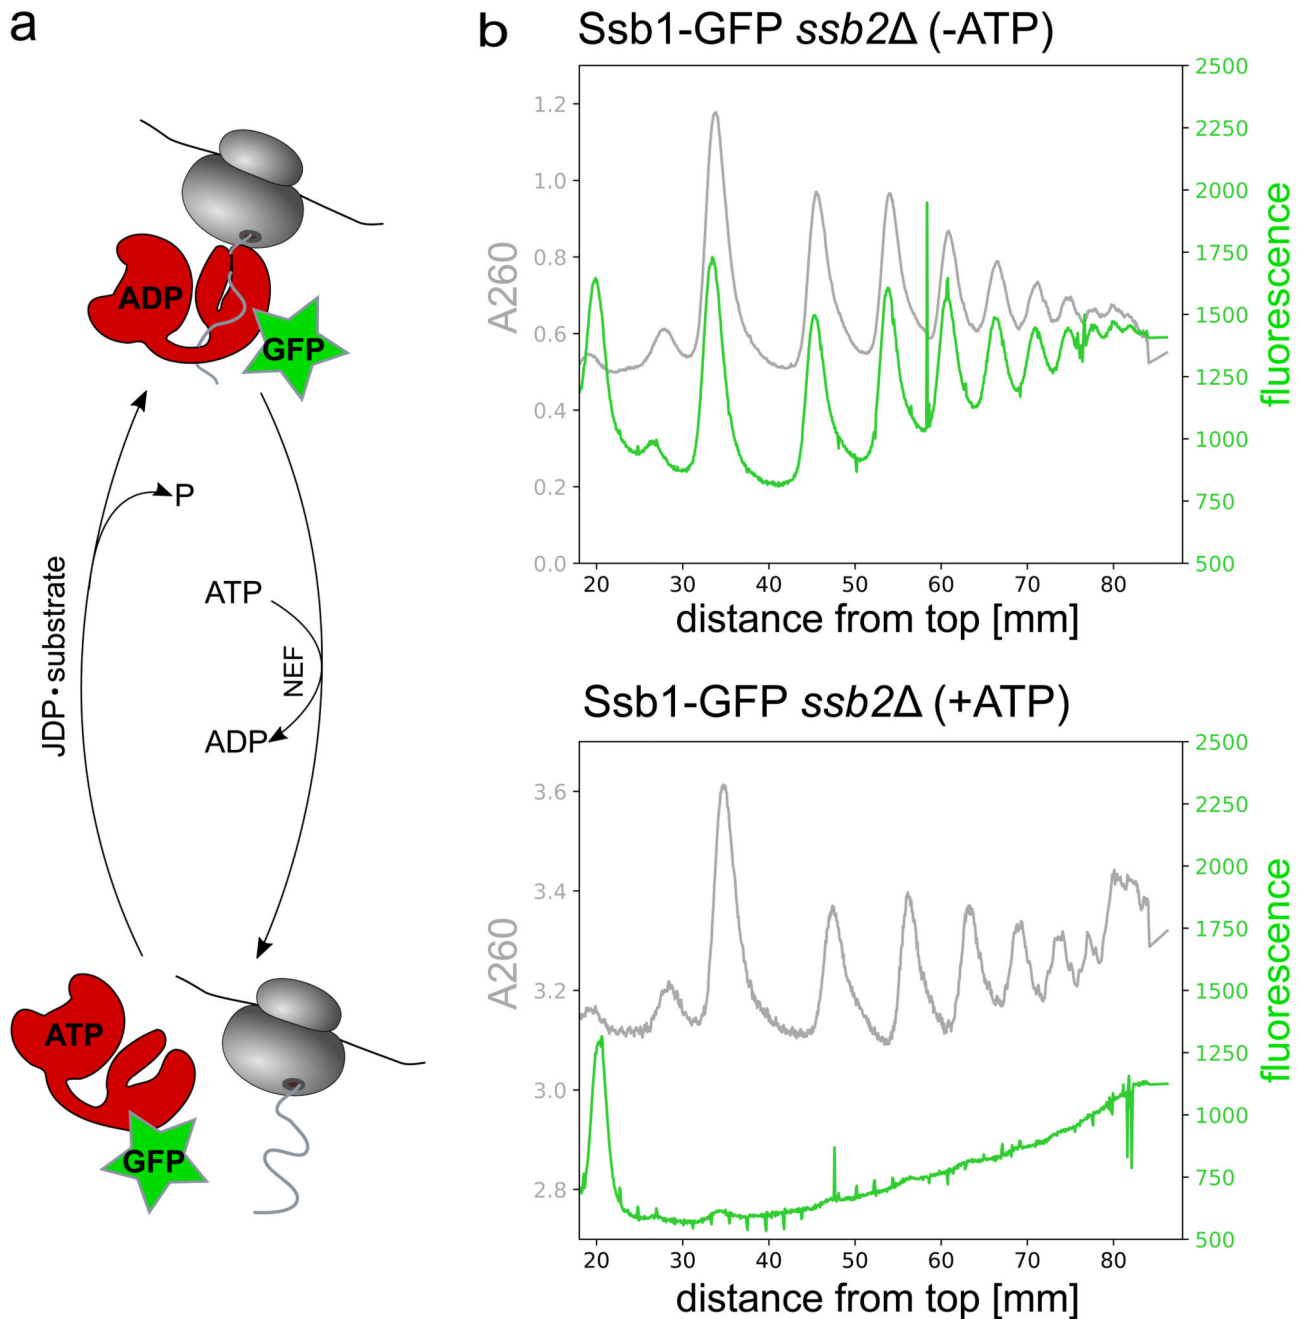 a
ADP
GFP
P
ATP
JDP•substrate
NEF
ADP
ATP
GFP
b
Ssb1-GFP ssb2Δ (-ATP)
2500
1.2
2250
1.0
2000
0.8
1750
A260
fluorescence
0.6
1500
1250
0.4
1000
0.2
750
0.0
500
20 30 40 50 60 70 80
distance from top [mm]
Ssb1-GFP ssb2Δ (+ATP)
2500
3.6
2250
2000
3.4
1750
A260
fluorescence
3.2
1500
1250
3.0
1000
2.8
750
500
20 30 40 50 60 70 80
distance from top [mm]